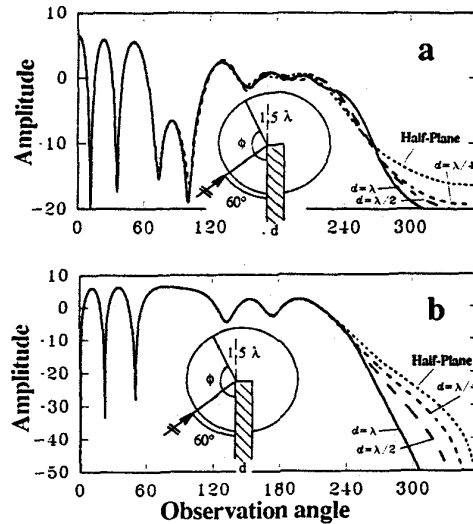 10
a
0
-10
-20
Amplitude
1.5 λ
ϕ
60°
d
Half-Plane
d=λ/4
d=λ/2
d=λ
0 60 120 180 240 300
10
b
0
-10
-20
-30
-40
-50
Amplitude
1.5 λ
ϕ
60°
d
Half-Plane
d=λ/4
d=λ
d=λ/2
0 60 120 180 240 300
Observation angle